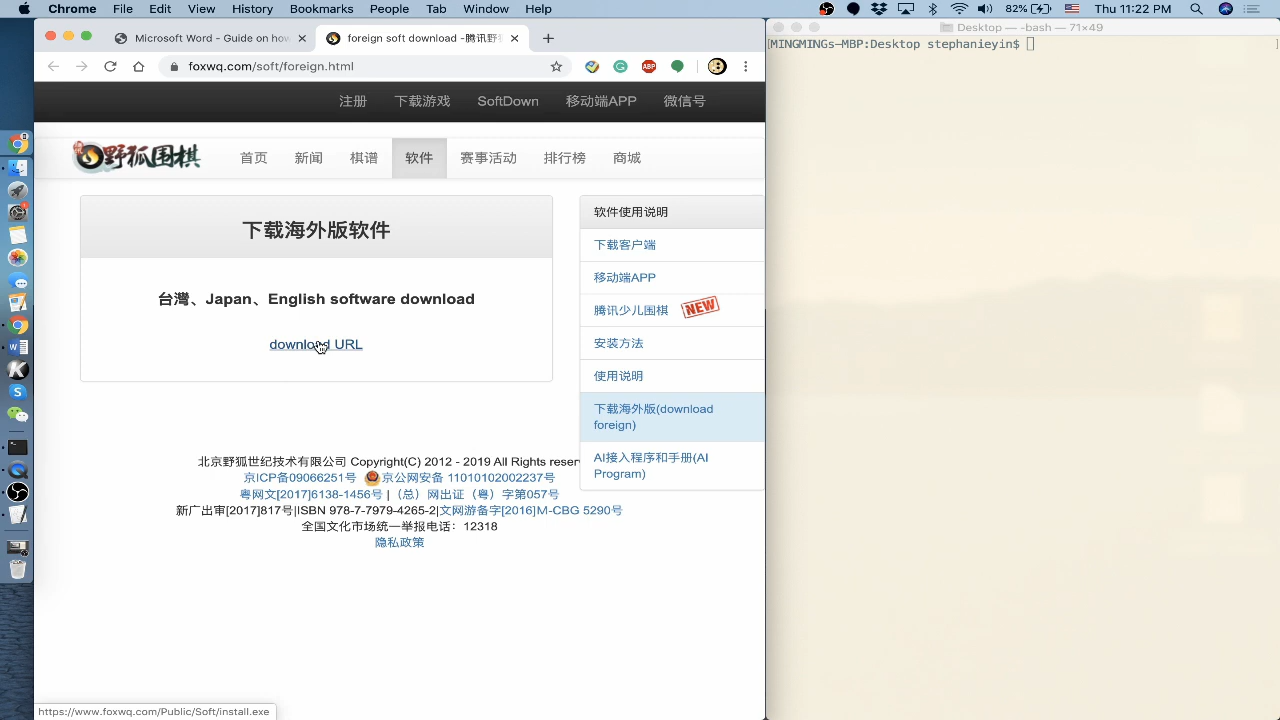 Chrome File Edit View History Bookmarks People Tab Window Help
Thu 11:22 PM
Microsoft Word - Guide
foreign soft download -腾讯野
foxwq.com/soft/foreign.html
ABP
Desktop — -bash — 71×49
[MINGMINGs-MBP:Desktop stephanieyin$ ]
注册 下载游戏 SoftDown 移动端APP 微信号
野狐围棋
首页 新闻 棋谱 软件 赛事活动 排行榜 商城
下载海外版软件
台灣、Japan、English software download
download URL
软件使用说明
下载客户端
移动端APP
腾讯少儿围棋 NEW
安装方法
使用说明
下载海外版(download
foreign)
AI接入程序和手册(AI
Program)
北京野狐世纪技术有限公司 Copyright(C) 2012 - 2019 All Rights reser
京ICP备09066251号 京公网安备 11010102002237号
粤网文[2017]6138-1456号 |（总）网出证（粤）字第057号
新广出审[2017]817号|ISBN 978-7-7979-4265-2|文网游备字[2016]M-CBG 5290号
全国文化市场统一举报电话：12318
隐私政策
https://www.foxwq.com/Public/Soft/install.exe